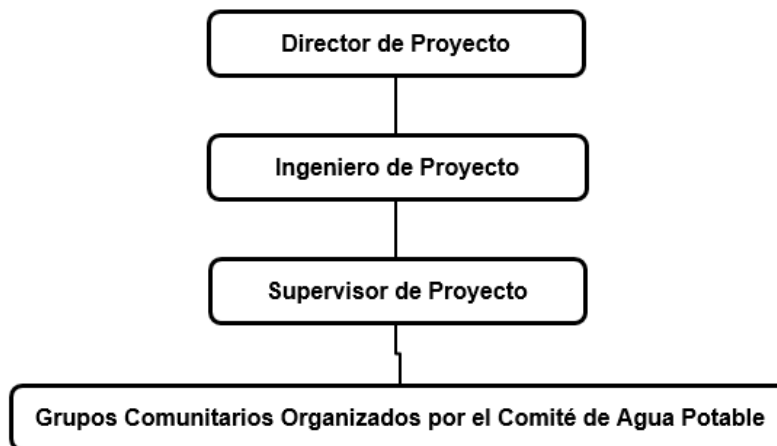 Director de Proyecto
Ingeniero de Proyecto
Supervisor de Proyecto
Grupos Comunitarios Organizados por el Comité de Agua Potable